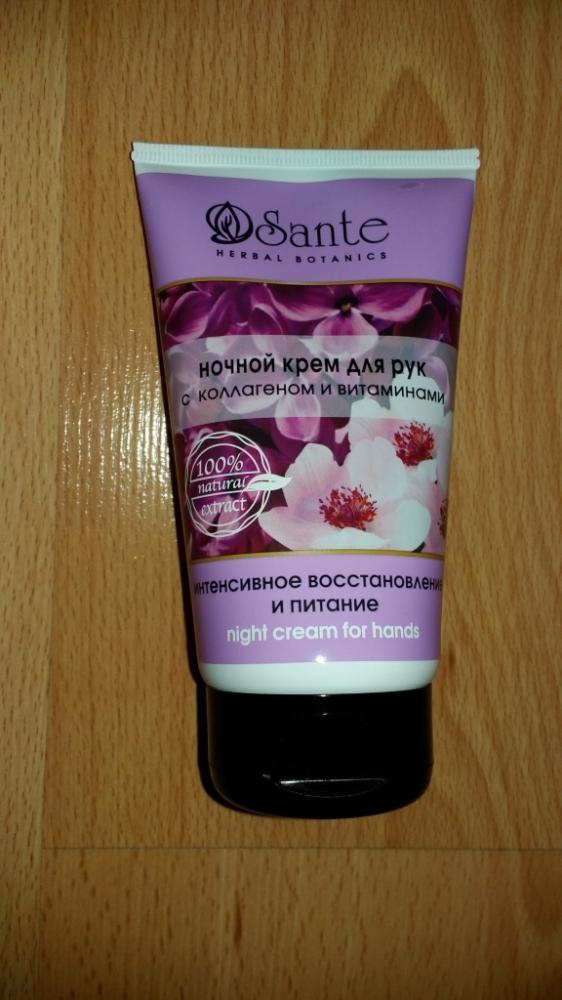 Sante
HERBAL BOTANICS
ночной крем для рук
с коллагеном и витаминами
100%
natural
extract
интенсивное восстановление
и питание
night cream for hands